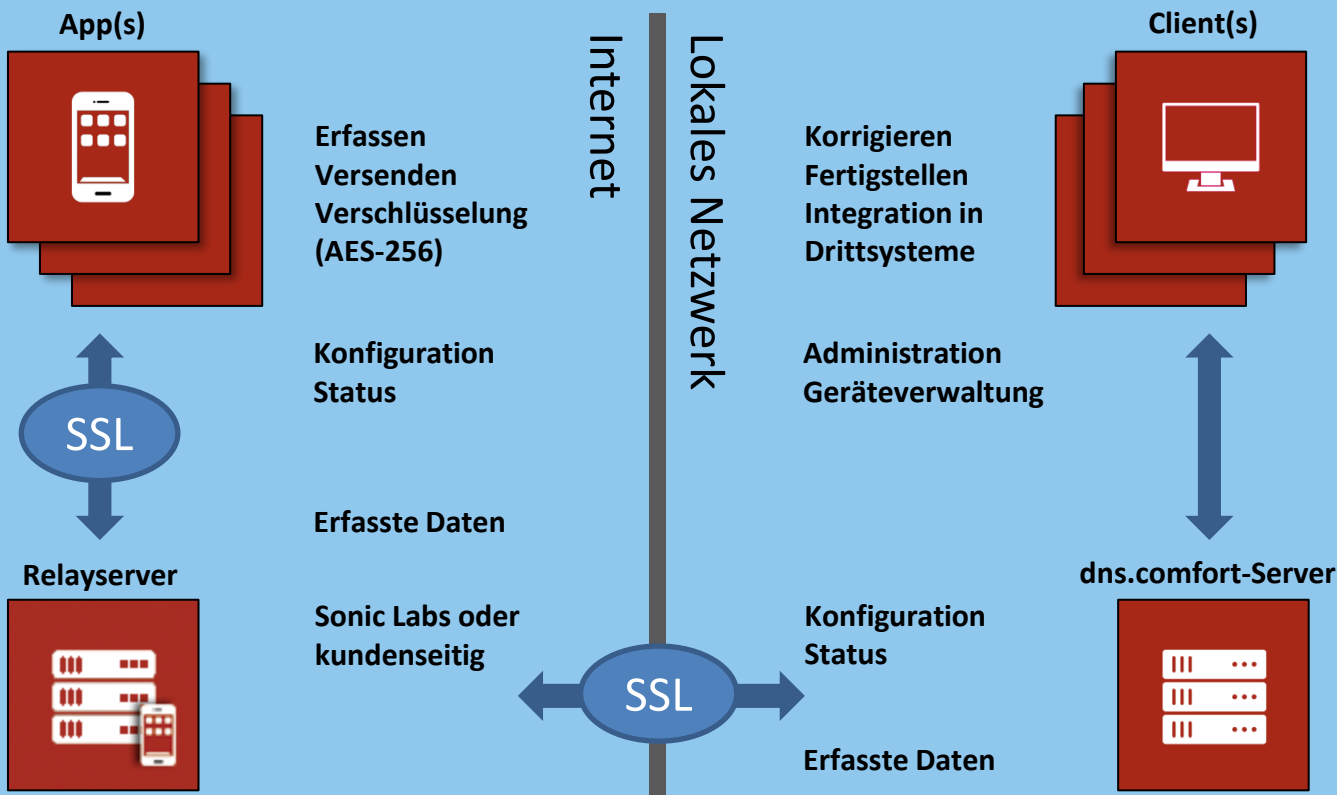 App(s)
Erfassen
Versenden
Verschlüsselung
(AES-256)
Konfiguration
Status
SSL
Erfasste Daten
Relayserver
Sonic Labs oder
kundenseitig
Internet
Lokales Netzwerk
SSL
Client(s)
Korrigieren
Fertigstellen
Integration in
Drittsysteme
Administration
Geräteverwaltung
dns.comfort-Server
Konfiguration
Status
Erfasste Daten